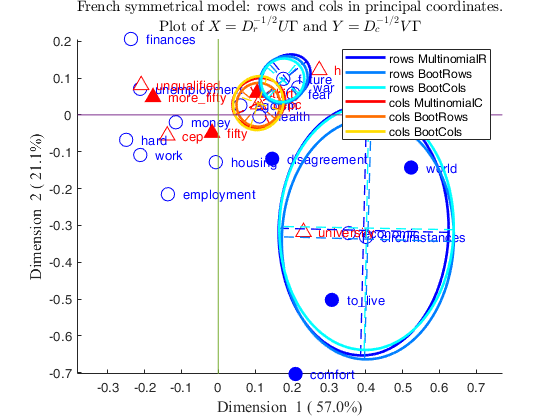 French symmetrical model: rows and cols in principal coordinates.
Plot of $X = D_r^{-1/2}U\Gamma$ and $Y = D_c^{-1/2}V\Gamma$
rows MultinomialR
rows BootRows
rows BootCols
cols MultinomialC
cols BootRows
cols BootCols
finances
unqualified
unemployment
more_fifty
money
fifty
cep
hard
work
housing
employment
future
war
fear
health
disagreement
world
circumstances
to_live
comfort
0.2
0.1
0
-0.1
-0.2
-0.3
-0.4
-0.5
-0.6
-0.7
-0.3 -0.2 -0.1 0 0.1 0.2 0.3 0.4 0.5 0.6 0.7
Dimension 2 ( 21.1%)
Dimension 1 ( 57.0%)